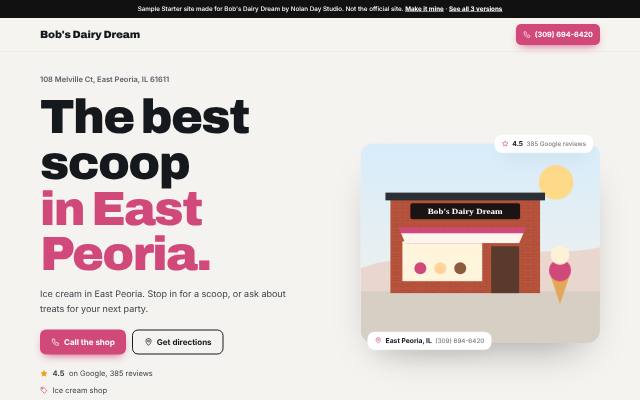 Sample Starter site made for Bob's Dairy Dream by Nolan Day Studio. Not the official site. Make it mine · See all 3 versions
Bob's Dairy Dream
(309) 694-6420
108 Melville Ct, East Peoria, IL 61611
The best
scoop
in East
Peoria.
Ice cream in East Peoria. Stop in for a scoop, or ask about
treats for your next party.
Call the shop
Get directions
4.5 on Google, 385 reviews
Ice cream shop
4.5 385 Google reviews
Bob's Dairy Dream
East Peoria, IL (309) 694-6420